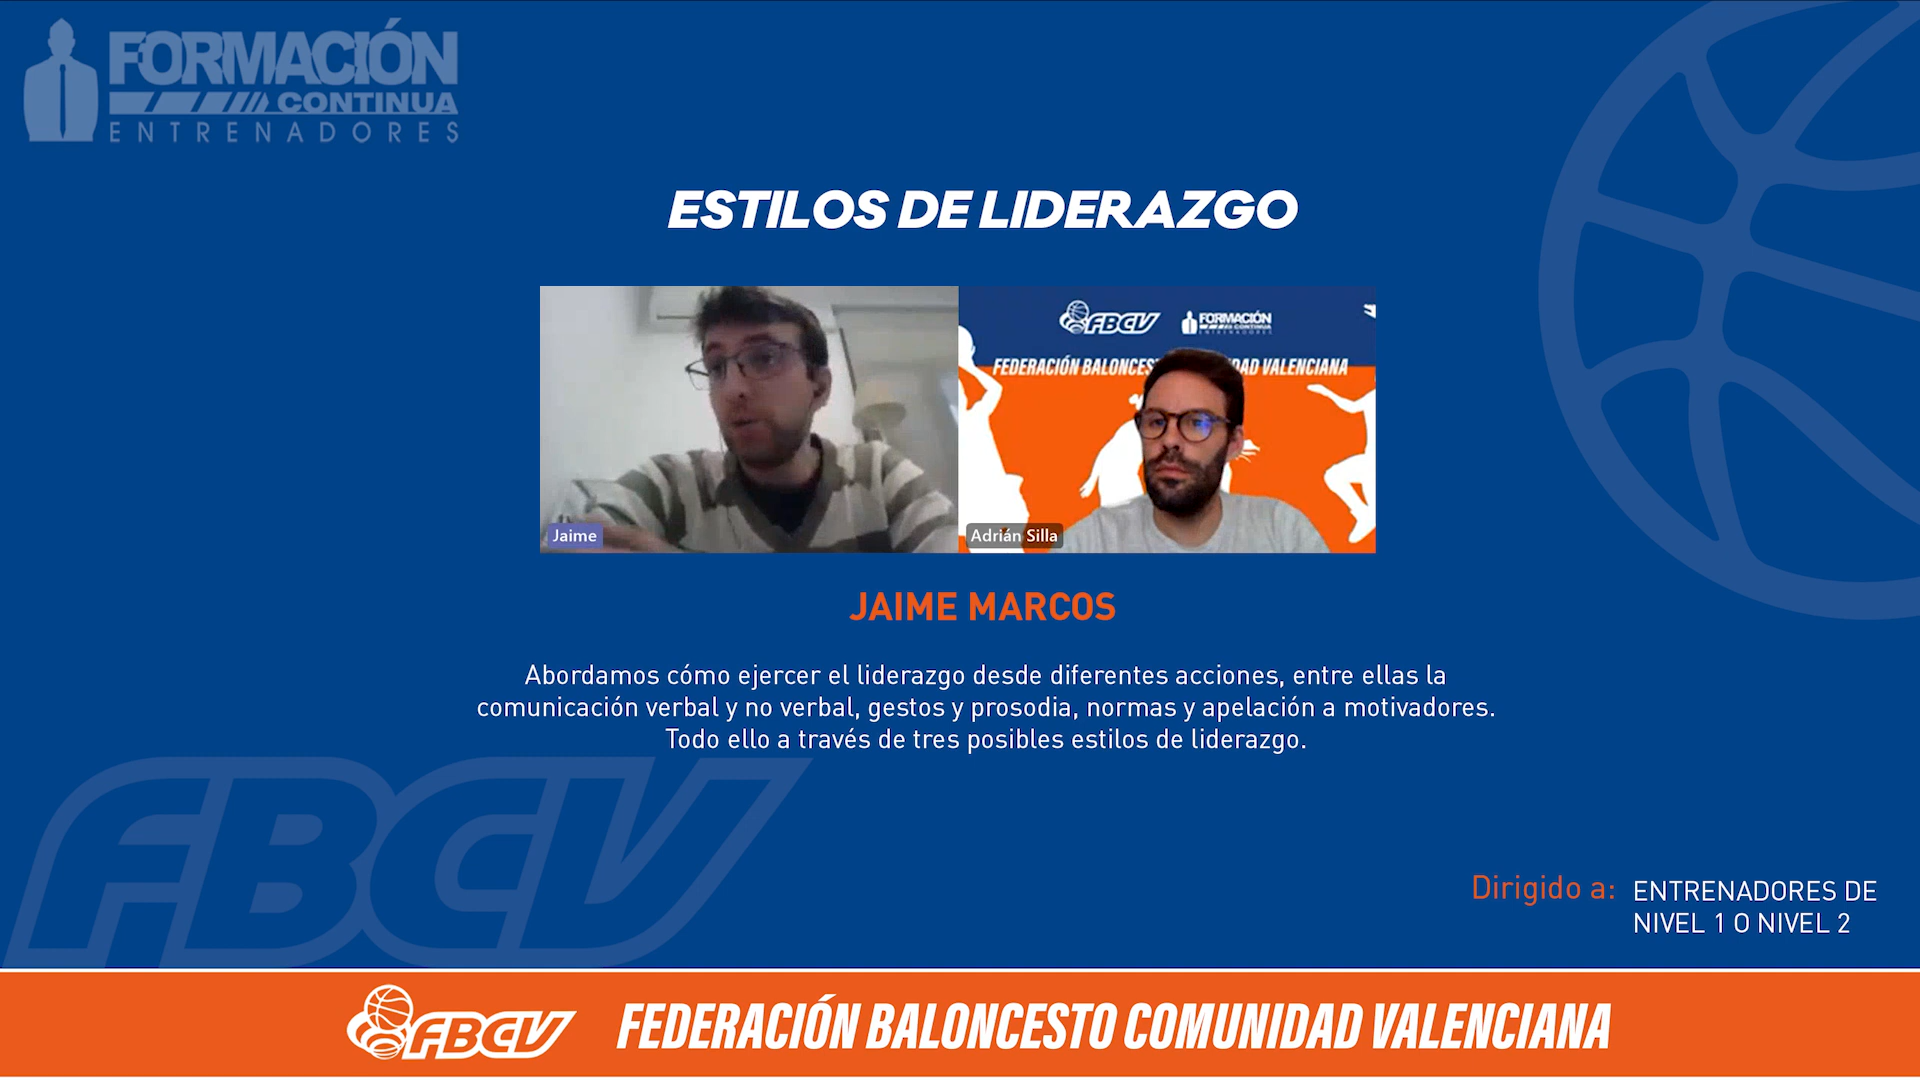 FORMACIÓN
CONTINUA
ENTRENADORES
ESTILOS DE LIDERAZGO
FBCV
FORMACIÓN
CONTINUA
ENTRENADORES
FEDERACIÓN BALONCES
DAD VALENCIANA
Jaime
Adrián Silla
JAIME MARCOS
Abordamos cómo ejercer el liderazgo desde diferentes acciones, entre ellas la
comunicación verbal y no verbal, gestos y prosodia, normas y apelación a motivadores.
Todo ello a través de tres posibles estilos de liderazgo.
FBCV
Dirigido a: ENTRENADORES DE
NIVEL 1 O NIVEL 2
FBCV FEDERACIÓN BALONCESTO COMUNIDAD VALENCIANA